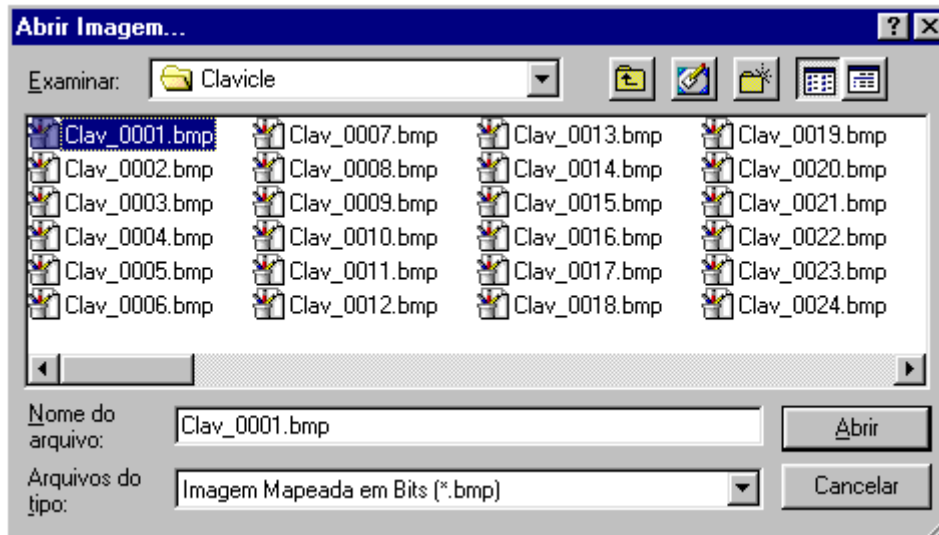 Abrir Imagem...
Examinar: Clavicle
Clav_0001.bmp Clav_0007.bmp Clav_0013.bmp Clav_0019.bmp
Clav_0002.bmp Clav_0008.bmp Clav_0014.bmp Clav_0020.bmp
Clav_0003.bmp Clav_0009.bmp Clav_0015.bmp Clav_0021.bmp
Clav_0004.bmp Clav_0010.bmp Clav_0016.bmp Clav_0022.bmp
Clav_0005.bmp Clav_0011.bmp Clav_0017.bmp Clav_0023.bmp
Clav_0006.bmp Clav_0012.bmp Clav_0018.bmp Clav_0024.bmp
Nome do
arquivo: Clav_0001.bmp Abrir
Arquivos do
tipo: Imagem Mapeada em Bits (*.bmp) Cancelar